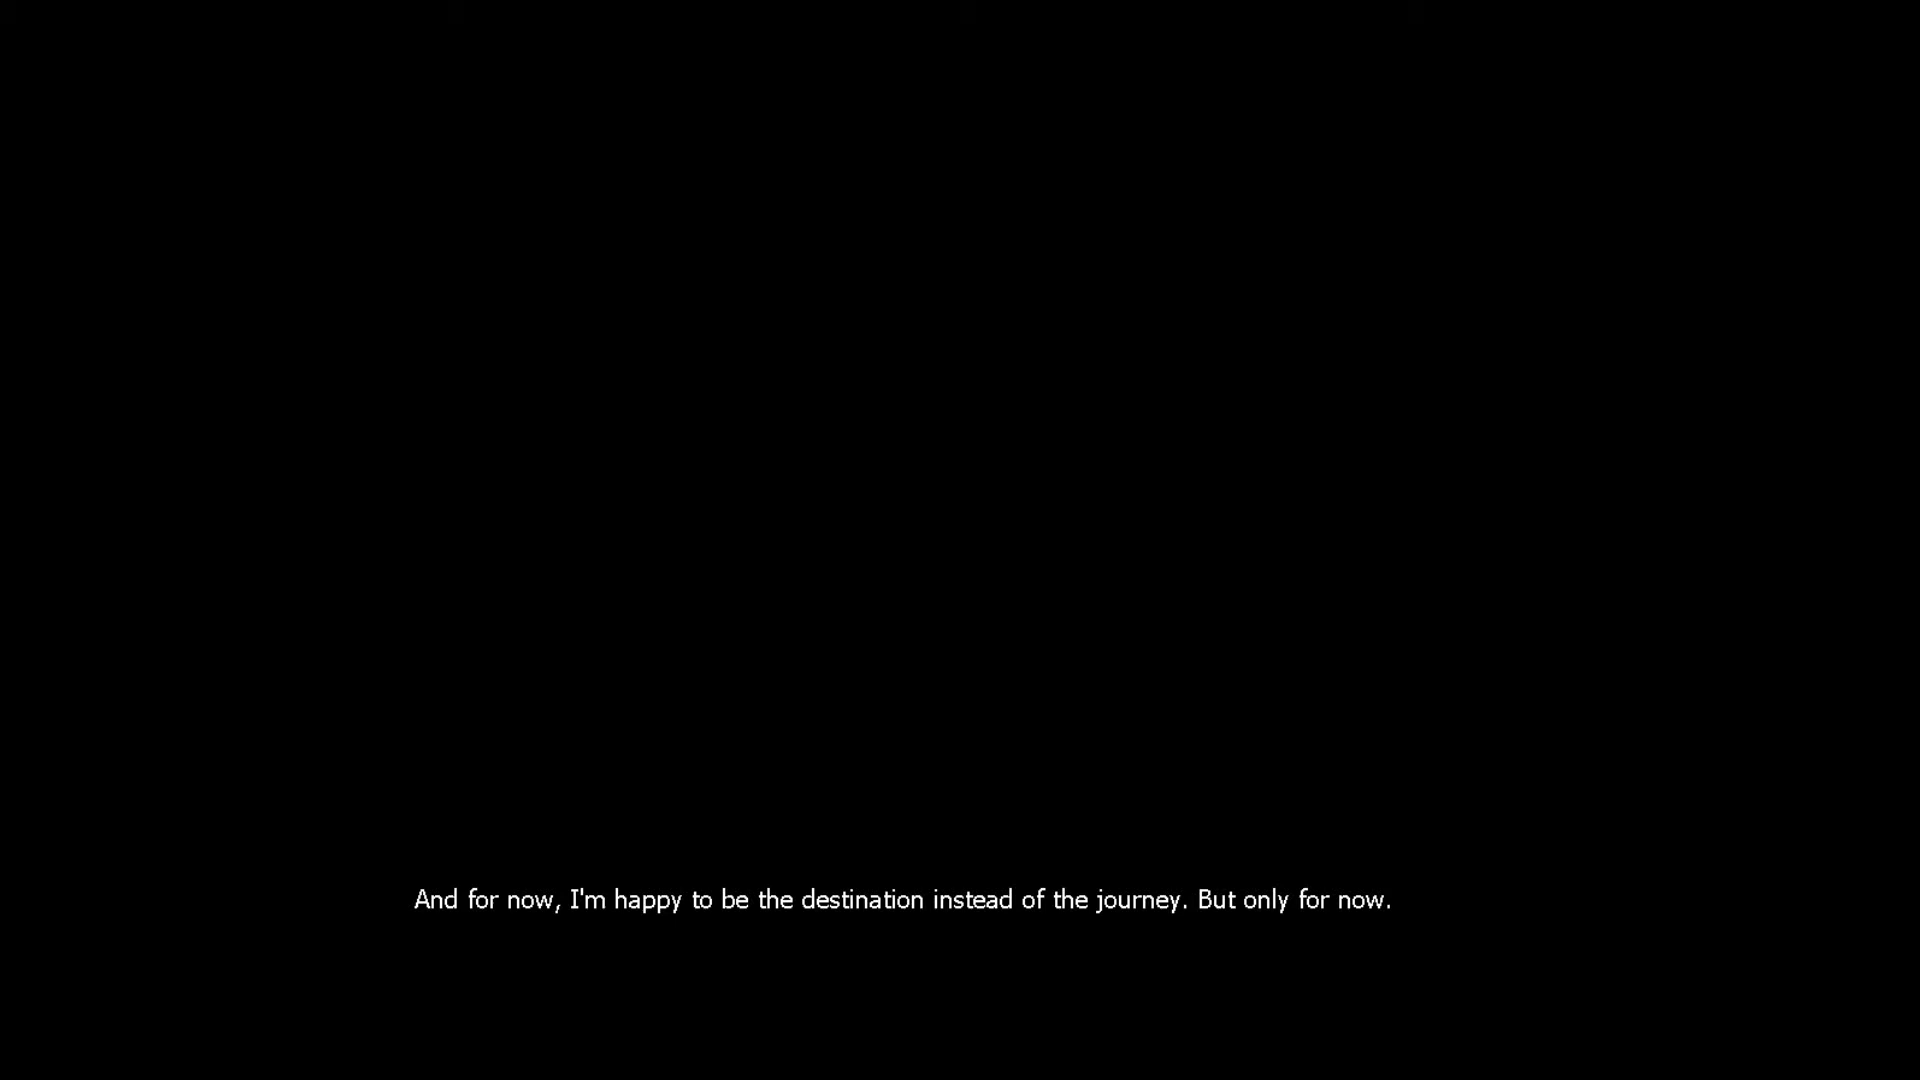 And for now, I'm happy to be the destination instead of the journey. But only for now.